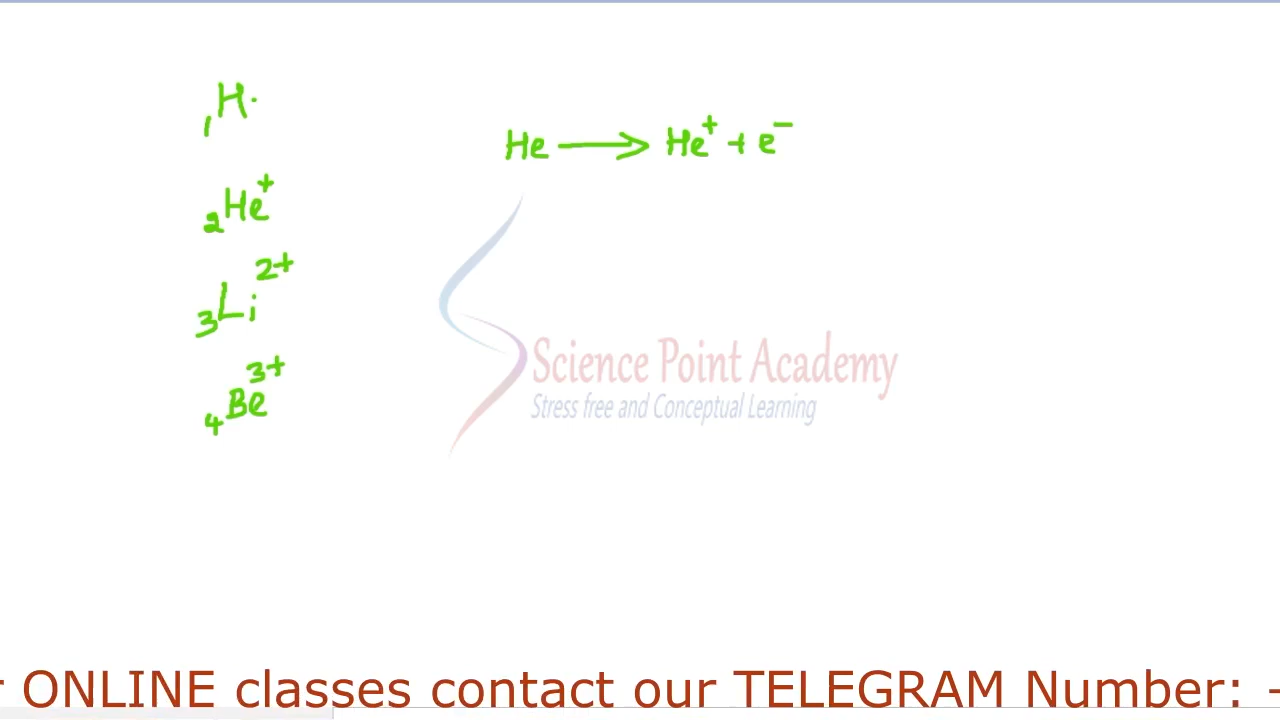 ₁H·
He ⟶ He⁺ + e⁻
₂He⁺
₃Li²⁺
₄Be³⁺
Science Point Academy
Stress free and Conceptual Learning
r ONLINE classes contact our TELEGRAM Number: -